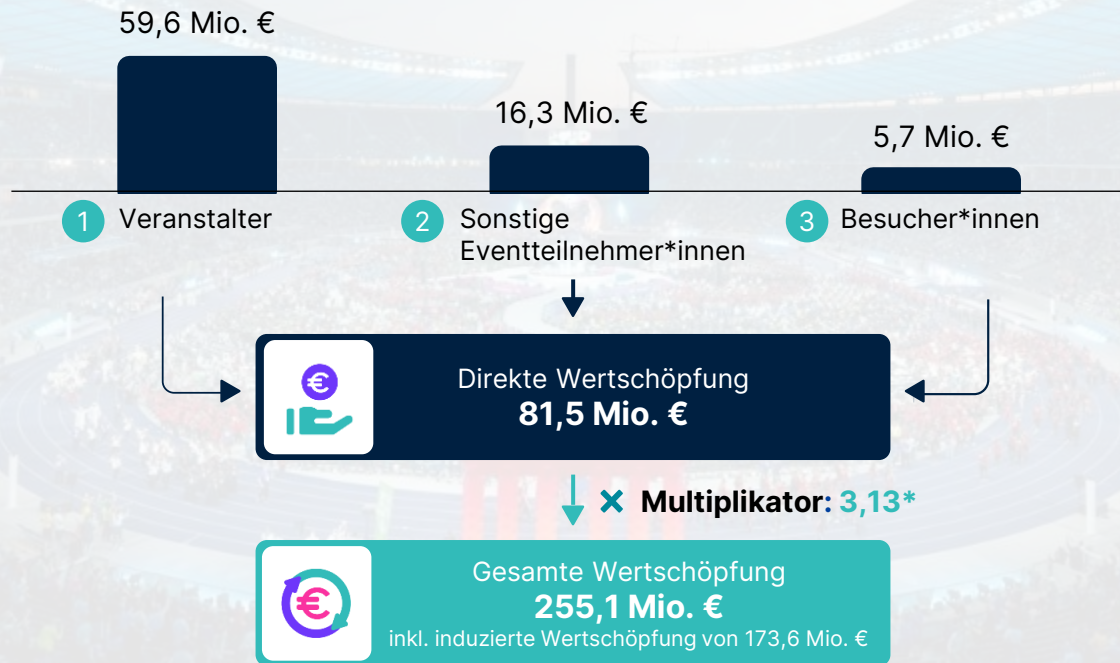 59,6 Mio. €
16,3 Mio. €
5,7 Mio. €
1 Veranstalter
2 Sonstige
Eventteilnehmer*innen
3 Besucher*innen
€
Direkte Wertschöpfung
81,5 Mio. €
× Multiplikator: 3,13*
€
Gesamte Wertschöpfung
255,1 Mio. €
inkl. induzierte Wertschöpfung von 173,6 Mio. €